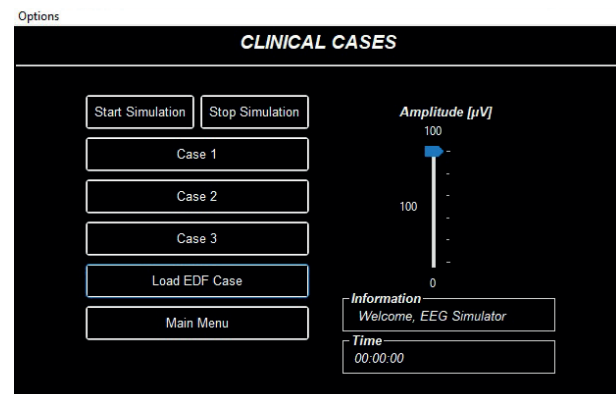 Options
CLINICAL CASES
Start Simulation
Stop Simulation
Case 1
Case 2
Case 3
Load EDF Case
Main Menu
Amplitude [µV]
100
100
0
Information
Welcome, EEG Simulator
Time
00:00:00